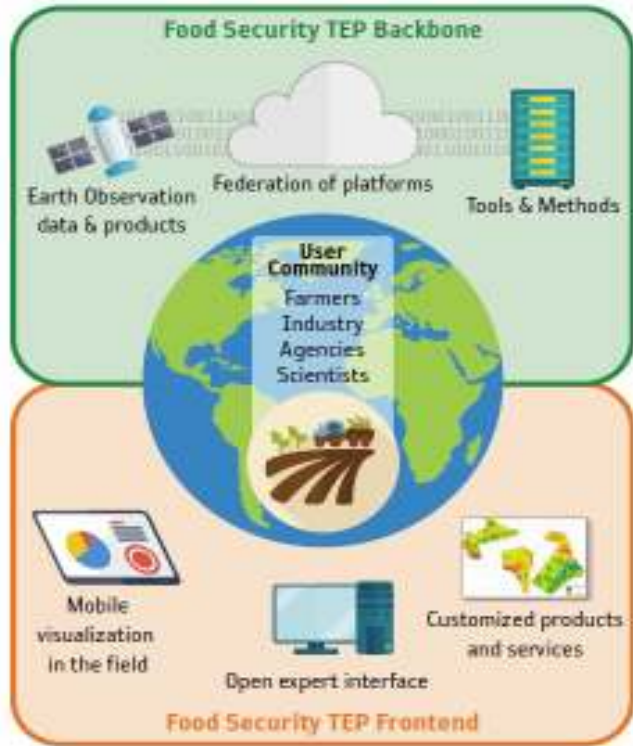 Food Security TEP Backbone
Earth Observation
data & products
Federation of platforms
Tools & Methods
User
Community
Farmers
Industry
Agencies
Scientists
Mobile
visualization
in the field
Open expert interface
Customized products
and services
Food Security TEP Frontend